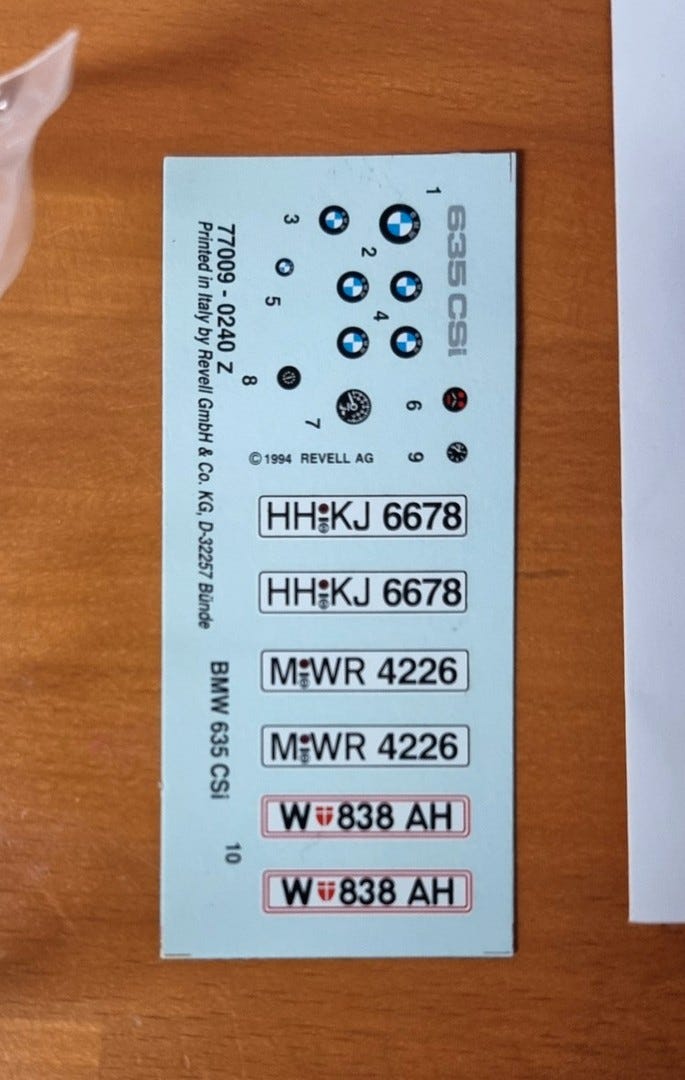 635 CSi
1
2
3
4
5
6
7
8
9
77009 - 0240 Z
Printed in Italy by Revell GmbH & Co. KG, D-32257 Bünde
©1994 REVELL AG
HH KJ 6678
HH KJ 6678
M WR 4226
M WR 4226
W 838 AH
W 838 AH
BMW 635 CSi
10